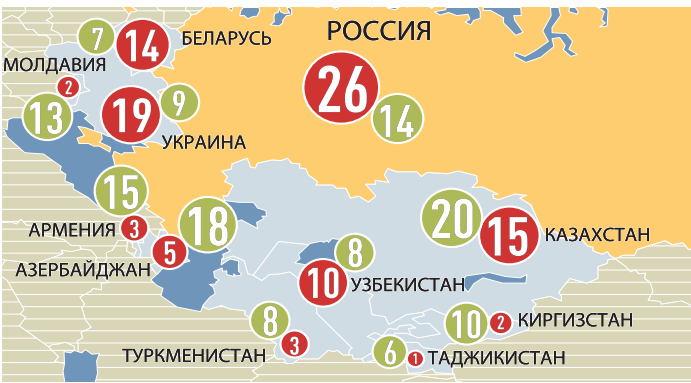 РОССИЯ
7
14
БЕЛАРУСЬ
МОЛДАВИЯ
2
26
13
19
9
14
УКРАИНА
15
АРМЕНИЯ
3
18
20
15
КАЗАХСТАН
АЗЕРБАЙДЖАН
5
8
10
УЗБЕКИСТАН
8
10
2
КИРГИЗСТАН
ТУРКМЕНИСТАН
3
6
1
ТАДЖИКИСТАН